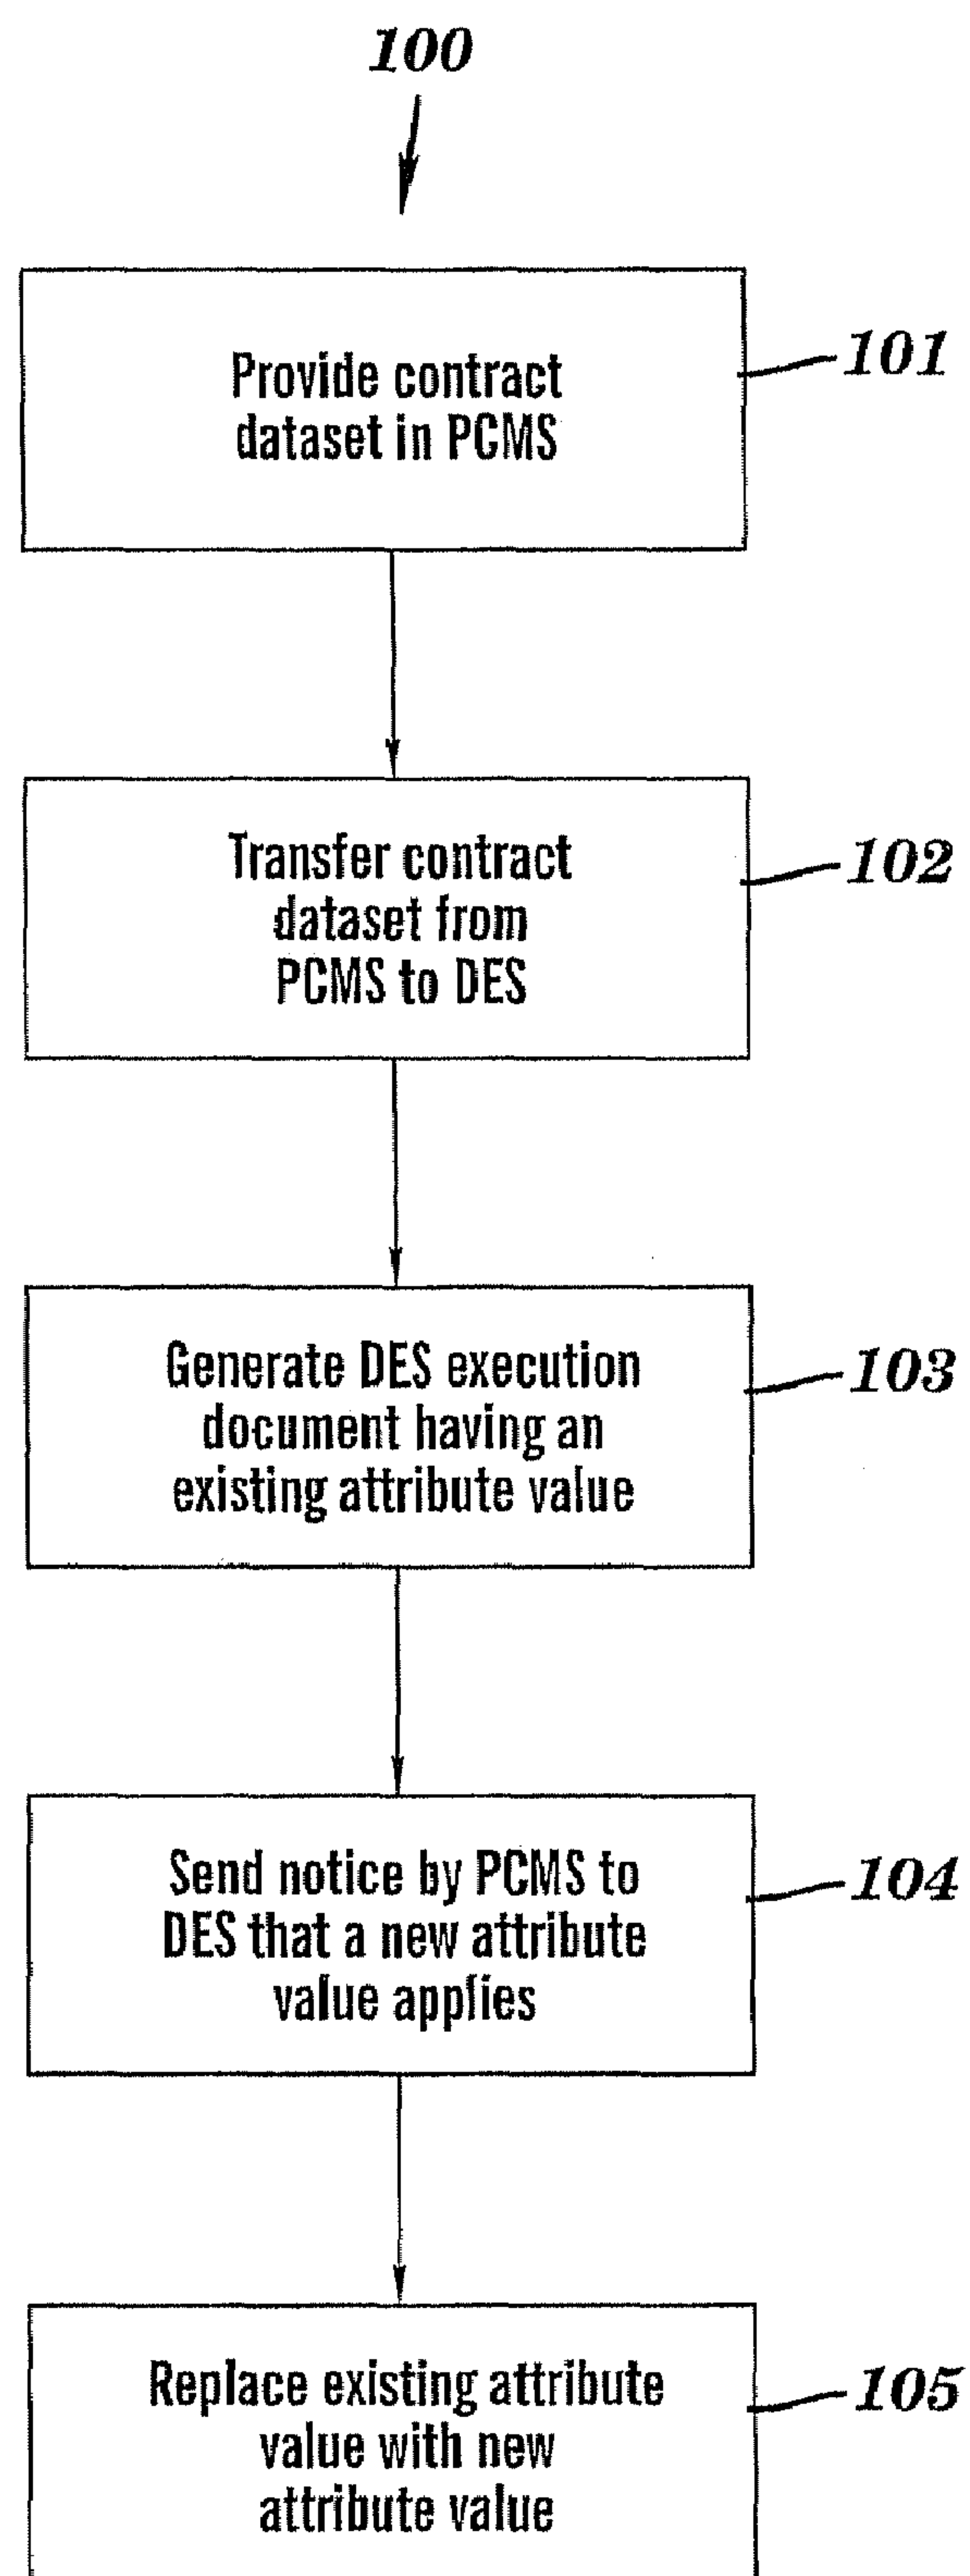 100
Provide contract
dataset in PCMS
101
Transfer contract
dataset from
PCMS to DES
102
Generate DES execution
document having an
existing attribute value
103
Send notice by PCMS to
DES that a new attribute
value applies
104
Replace existing attribute
value with new
attribute value
105